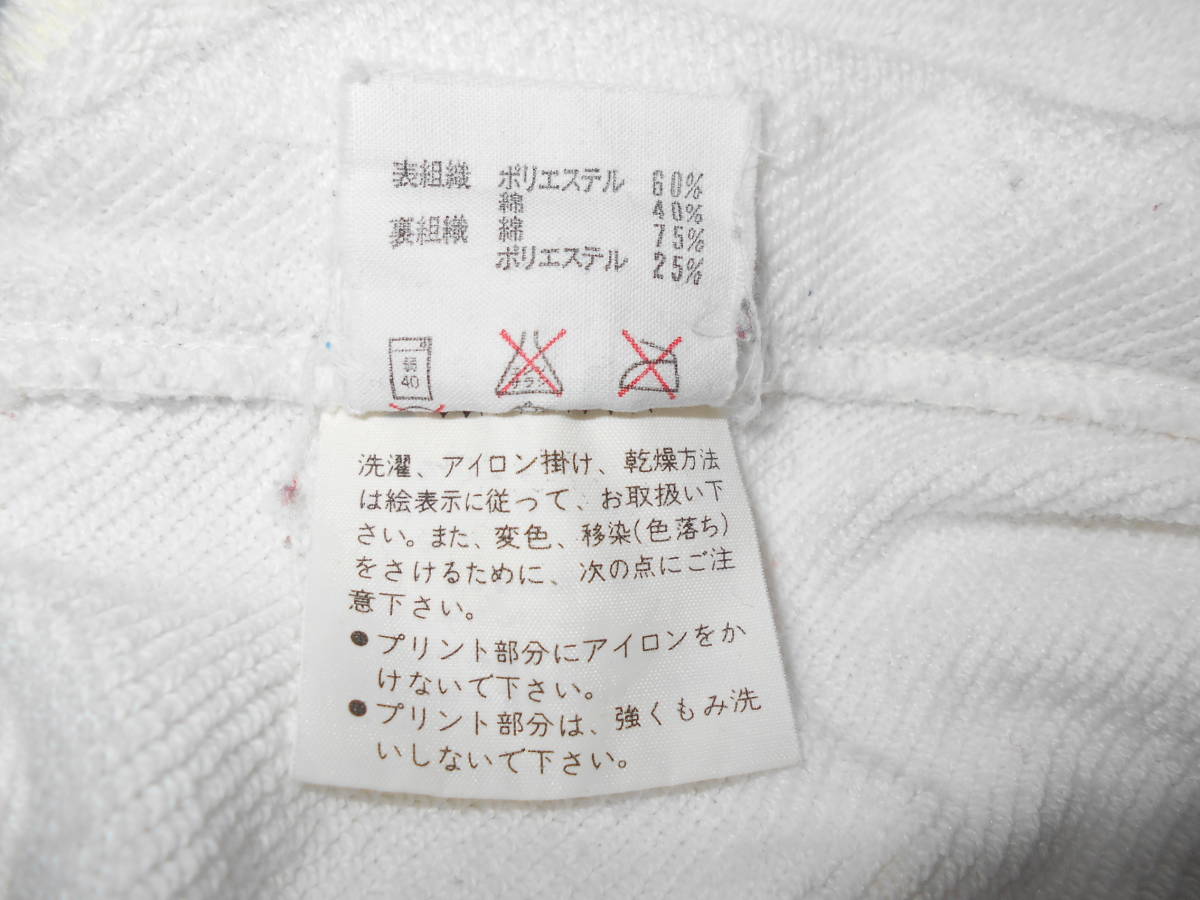 表組織 ポリエステル 60%
綿 40%
裏組織 綿 75%
ポリエステル 25%
弱
40
洗濯、アイロン掛け、乾燥方法
は絵表示に従って、お取扱い下
さい。また、変色、移染(色落ち)
をさけるために、次の点にご注
意下さい。
●プリント部分にアイロンをか
けないで下さい。
●プリント部分は、強くもみ洗
いしないで下さい。